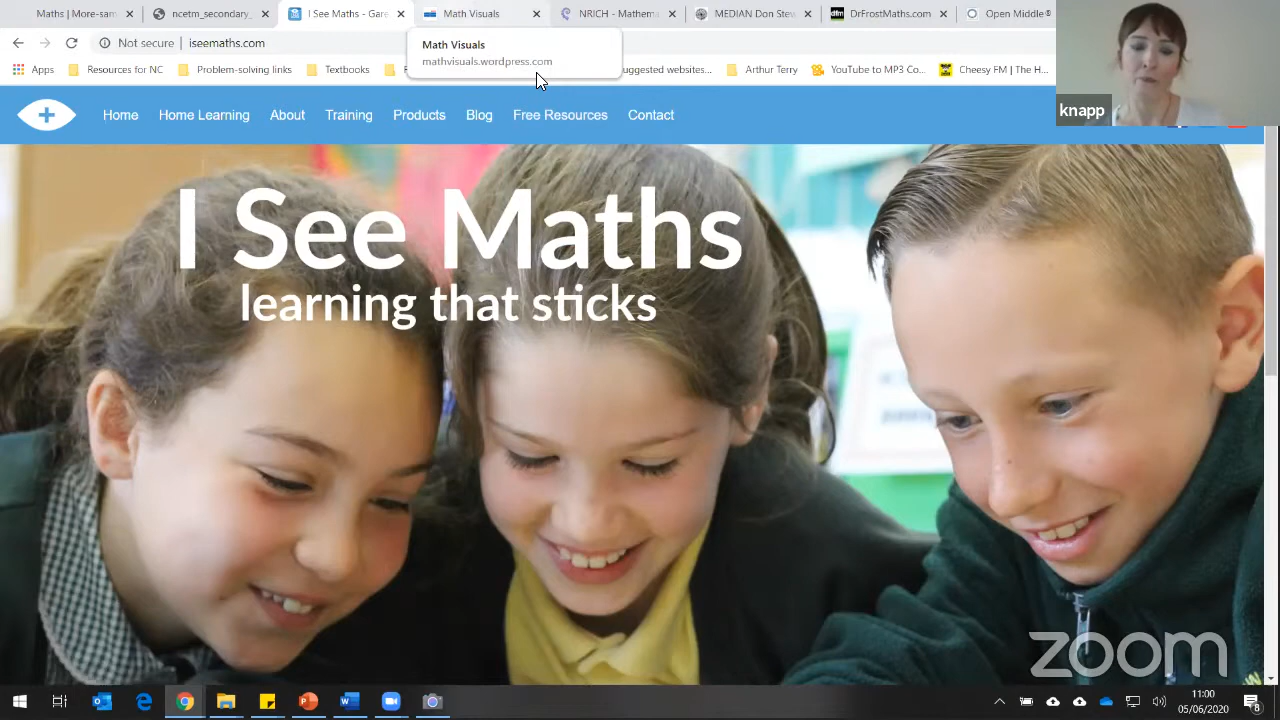 Maths | More-sam
ncetm_secondary_
I See Maths - Gare
Math Visuals
NRICH - Mathema
MEDIAN Don Stew
DrFrostMaths.com
Open Middle®
Not secure | iseemaths.com
Math Visuals
mathvisuals.wordpress.com
Apps
Resources for NC
Problem-solving links
Textbooks
uggested websites...
Arthur Terry
YouTube to MP3 Co...
Cheesy FM | The H...
knapp
Home
Home Learning
About
Training
Products
Blog
Free Resources
Contact
I See Maths
learning that sticks
zoom
11:00
05/06/2020
8